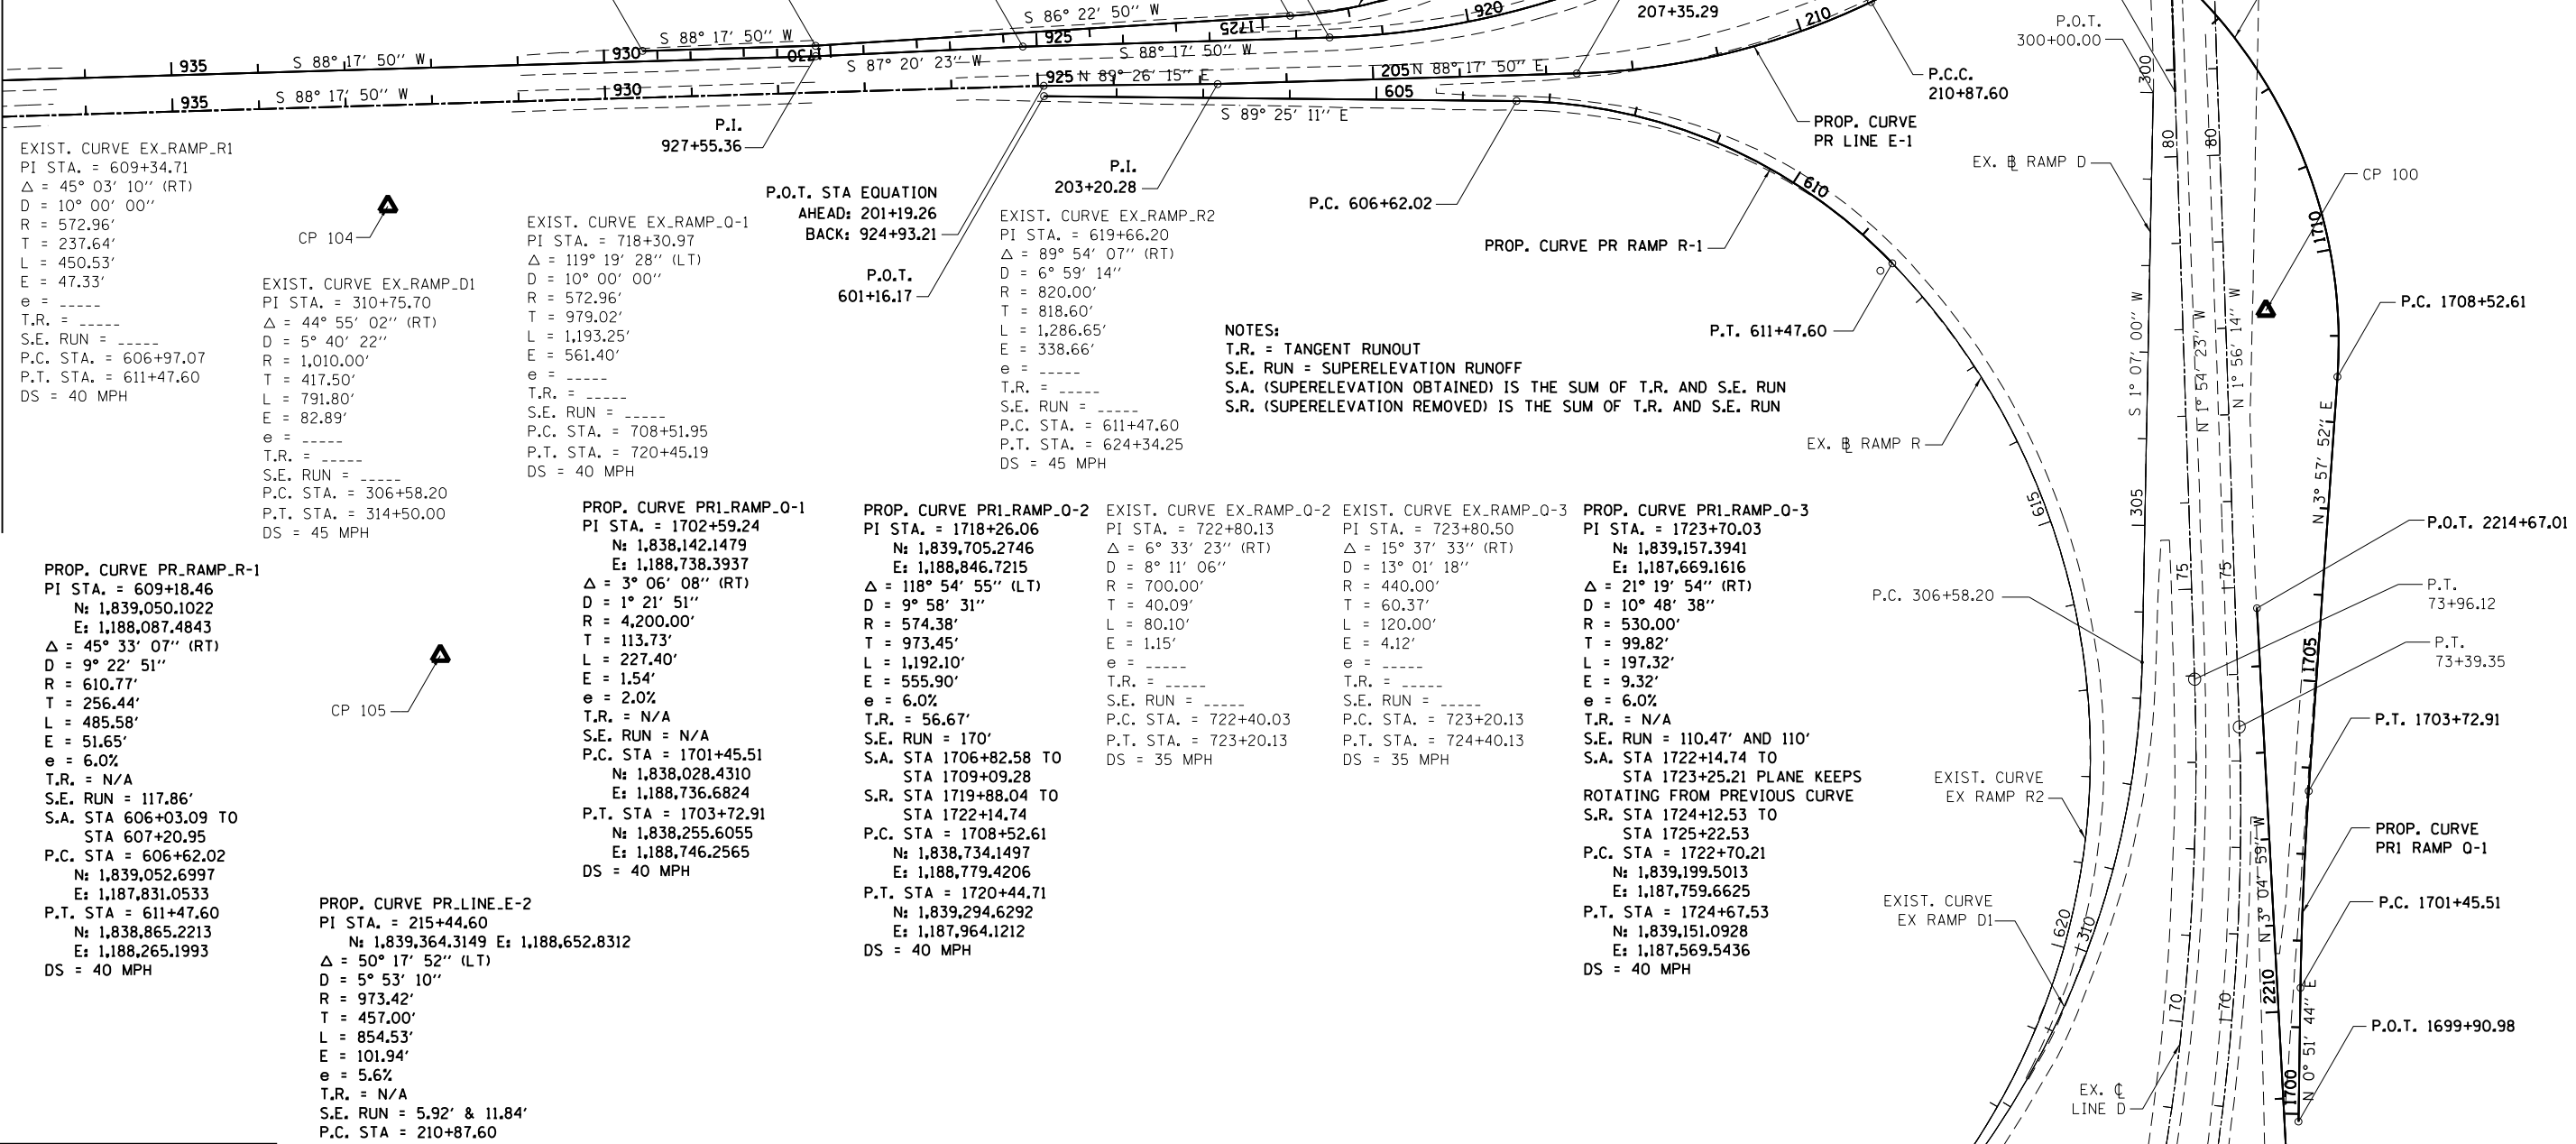 S 86° 22' 50'' W
1725
920
207+35.29
210
P.O.T.
300+00.00
S 88° 17' 50'' W
930
1730
925
S 88° 17' 50'' W
935
S 88° 17' 50'' W
S 87° 20' 23'' W
925
N 89° 26' 15'' E
205
N 88° 17' 50'' E
P.C.C.
210+87.60
300
935
S 88° 17' 50'' W
930
605
S 89° 25' 11'' E
PROP. CURVE
PR LINE E-1
80
80
EX. ℄ RAMP D
CP 100
P.I.
927+55.36
P.I.
203+20.28
P.O.T. STA EQUATION
AHEAD: 201+19.26
BACK: 924+93.21
P.O.T.
601+16.17
P.C. 606+62.02
610
PROP. CURVE PR RAMP R-1
P.T. 611+47.60
1710
P.C. 1708+52.61
EXIST. CURVE EX_RAMP_R1
PI STA. = 609+34.71
Δ = 45° 03' 10'' (RT)
D = 10° 00' 00''
R = 572.96'
T = 237.64'
L = 450.53'
E = 47.33'
e = _____
T.R. = _____
S.E. RUN = _____
P.C. STA. = 606+97.07
P.T. STA. = 611+47.60
DS = 40 MPH
CP 104
EXIST. CURVE EX_RAMP_D1
PI STA. = 310+75.70
Δ = 44° 55' 02'' (RT)
D = 5° 40' 22''
R = 1,010.00'
T = 417.50'
L = 791.80'
E = 82.89'
e = _____
T.R. = _____
S.E. RUN = _____
P.C. STA. = 306+58.20
P.T. STA. = 314+50.00
DS = 45 MPH
EXIST. CURVE EX_RAMP_Q-1
PI STA. = 718+30.97
Δ = 119° 19' 28'' (LT)
D = 10° 00' 00''
R = 572.96'
T = 979.02'
L = 1,193.25'
E = 561.40'
e = _____
T.R. = _____
S.E. RUN = _____
P.C. STA. = 708+51.95
P.T. STA. = 720+45.19
DS = 40 MPH
EXIST. CURVE EX_RAMP_R2
PI STA. = 619+66.20
Δ = 89° 54' 07'' (RT)
D = 6° 59' 14''
R = 820.00'
T = 818.60'
L = 1,286.65'
E = 338.66'
e = _____
T.R. = _____
S.E. RUN = _____
P.C. STA. = 611+47.60
P.T. STA. = 624+34.25
DS = 45 MPH
NOTES:
T.R. = TANGENT RUNOUT
S.E. RUN = SUPERELEVATION RUNOFF
S.A. (SUPERELEVATION OBTAINED) IS THE SUM OF T.R. AND S.E. RUN
S.R. (SUPERELEVATION REMOVED) IS THE SUM OF T.R. AND S.E. RUN
S 1° 07' 00'' W
N 1° 54' 23'' W
N 1° 56' 14'' W
N 3° 57' 52'' E
EX. ℄ RAMP R
615
305
P.C. 306+58.20
75
75
P.O.T. 2214+67.01
P.T.
73+96.12
P.T.
73+39.35
1705
P.T. 1703+72.91
EXIST. CURVE
EX RAMP R2
PROP. CURVE
PR1 RAMP Q-1
N 3° 04' 59'' W
EXIST. CURVE
EX RAMP D1
620
310
P.C. 1701+45.51
70
70
2210
N 0° 51' 44'' E
P.O.T. 1699+90.98
1700
EX. ℄
LINE D
PROP. CURVE PR_RAMP_R-1
PI STA. = 609+18.46
N: 1,839,050.1022
E: 1,188,087.4843
Δ = 45° 33' 07'' (RT)
D = 9° 22' 51''
R = 610.77'
T = 256.44'
L = 485.58'
E = 51.65'
e = 6.0%
T.R. = N/A
S.E. RUN = 117.86'
S.A. STA 606+03.09 TO
STA 607+20.95
P.C. STA = 606+62.02
N: 1,839,052.6997
E: 1,187,831.0533
P.T. STA = 611+47.60
N: 1,838,865.2213
E: 1,188,265.1993
DS = 40 MPH
CP 105
PROP. CURVE PR_LINE_E-2
PI STA. = 215+44.60
N: 1,839,364.3149 E: 1,188,652.8312
Δ = 50° 17' 52'' (LT)
D = 5° 53' 10''
R = 973.42'
T = 457.00'
L = 854.53'
E = 101.94'
e = 5.6%
T.R. = N/A
S.E. RUN = 5.92' & 11.84'
P.C. STA = 210+87.60
PROP. CURVE PR1_RAMP_Q-1
PI STA. = 1702+59.24
N: 1,838,142.1479
E: 1,188,738.3937
Δ = 3° 06' 08'' (RT)
D = 1° 21' 51''
R = 4,200.00'
T = 113.73'
L = 227.40'
E = 1.54'
e = 2.0%
T.R. = N/A
S.E. RUN = N/A
P.C. STA = 1701+45.51
N: 1,838,028.4310
E: 1,188,736.6824
P.T. STA = 1703+72.91
N: 1,838,255.6055
E: 1,188,746.2565
DS = 40 MPH
PROP. CURVE PR1_RAMP_Q-2
PI STA. = 1718+26.06
N: 1,839,705.2746
E: 1,188,846.7215
Δ = 118° 54' 55'' (LT)
D = 9° 58' 31''
R = 574.38'
T = 973.45'
L = 1,192.10'
E = 555.90'
e = 6.0%
T.R. = 56.67'
S.E. RUN = 170'
S.A. STA 1706+82.58 TO
STA 1709+09.28
S.R. STA 1719+88.04 TO
STA 1722+14.74
P.C. STA = 1708+52.61
N: 1,838,734.1497
E: 1,188,779.4206
P.T. STA = 1720+44.71
N: 1,839,294.6292
E: 1,187,964.1212
DS = 40 MPH
EXIST. CURVE EX_RAMP_Q-2
PI STA. = 722+80.13
Δ = 6° 33' 23'' (RT)
D = 8° 11' 06''
R = 700.00'
T = 40.09'
L = 80.10'
E = 1.15'
e = _____
T.R. = _____
S.E. RUN = _____
P.C. STA. = 722+40.03
P.T. STA. = 723+20.13
DS = 35 MPH
EXIST. CURVE EX_RAMP_Q-3
PI STA. = 723+80.50
Δ = 15° 37' 33'' (RT)
D = 13° 01' 18''
R = 440.00'
T = 60.37'
L = 120.00'
E = 4.12'
e = _____
T.R. = _____
S.E. RUN = _____
P.C. STA. = 723+20.13
P.T. STA. = 724+40.13
DS = 35 MPH
PROP. CURVE PR1_RAMP_Q-3
PI STA. = 1723+70.03
N: 1,839,157.3941
E: 1,187,669.1616
Δ = 21° 19' 54'' (RT)
D = 10° 48' 38''
R = 530.00'
T = 99.82'
L = 197.32'
E = 9.32'
e = 6.0%
T.R. = N/A
S.E. RUN = 110.47' AND 110'
S.A. STA 1722+14.74 TO
STA 1723+25.21 PLANE KEEPS
ROTATING FROM PREVIOUS CURVE
S.R. STA 1724+12.53 TO
STA 1725+22.53
P.C. STA = 1722+70.21
N: 1,839,199.5013
E: 1,187,759.6625
P.T. STA = 1724+67.53
N: 1,839,151.0928
E: 1,187,569.5436
DS = 40 MPH